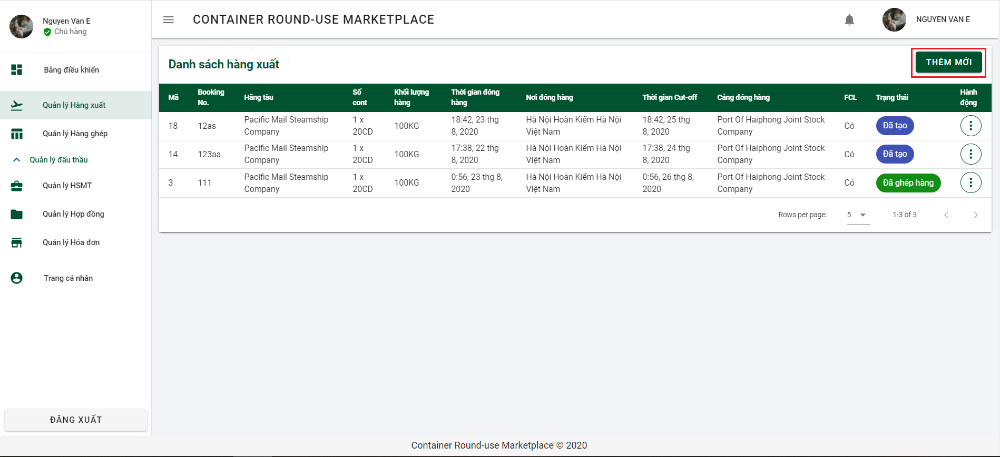 Nguyen Van E
Chủ hàng
Bảng điều khiển
Quản lý Hàng xuất
Quản lý Hàng ghép
Quản lý đấu thầu
Quản lý HSMT
Quản lý Hợp đồng
Quản lý Hóa đơn
Trang cá nhân
ĐĂNG XUẤT
CONTAINER ROUND-USE MARKETPLACE
NGUYEN VAN E
Danh sách hàng xuất
THÊM MỚI
Mã Booking No. Hãng tàu Số cont Khối lượng hàng Thời gian đóng hàng Nơi đóng hàng Thời gian Cut-off Cảng đóng hàng FCL Trạng thái Hành động
18 12as Pacific Mail Steamship Company 1 x 20CD 100KG 18:42, 23 thg 8, 2020 Hà Nội Hoàn Kiếm Hà Nội Việt Nam 18:42, 25 thg 8, 2020 Port Of Haiphong Joint Stock Company Có Đã tạo
14 123aa Pacific Mail Steamship Company 1 x 20CD 100KG 17:38, 22 thg 8, 2020 Hà Nội Hoàn Kiếm Hà Nội Việt Nam 17:38, 24 thg 8, 2020 Port Of Haiphong Joint Stock Company Có Đã tạo
3 111 Pacific Mail Steamship Company 1 x 20CD 100KG 0:56, 23 thg 8, 2020 Hà Nội Hoàn Kiếm Hà Nội Việt Nam 0:56, 26 thg 8, 2020 Port Of Haiphong Joint Stock Company Có Đã ghép hàng
Rows per page: 5 1-3 of 3
Container Round-use Marketplace © 2020